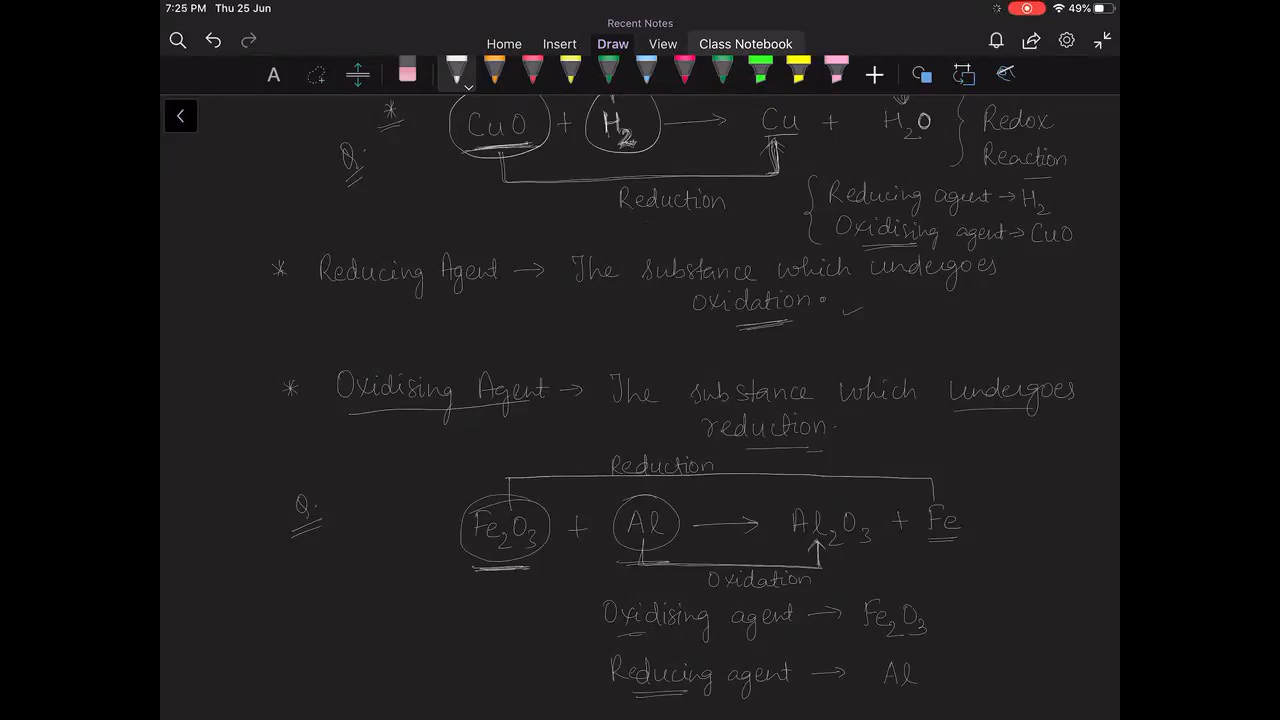 7:25 PM Thu 25 Jun
49%
Recent Notes
Home Insert Draw View Class Notebook
A
* CuO + H₂ → Cu + H₂O } Redox
Q. Reaction
Reduction
{ Reducing agent → H₂
Oxidising agent → CuO
* Reducing Agent → The substance which undergoes
oxidation.
* Oxidising Agent → The substance which undergoes
reduction.
Reduction
Q. Fe₂O₃ + Al → Al₂O₃ + Fe
Oxidation
Oxidising agent → Fe₂O₃
Reducing agent → Al